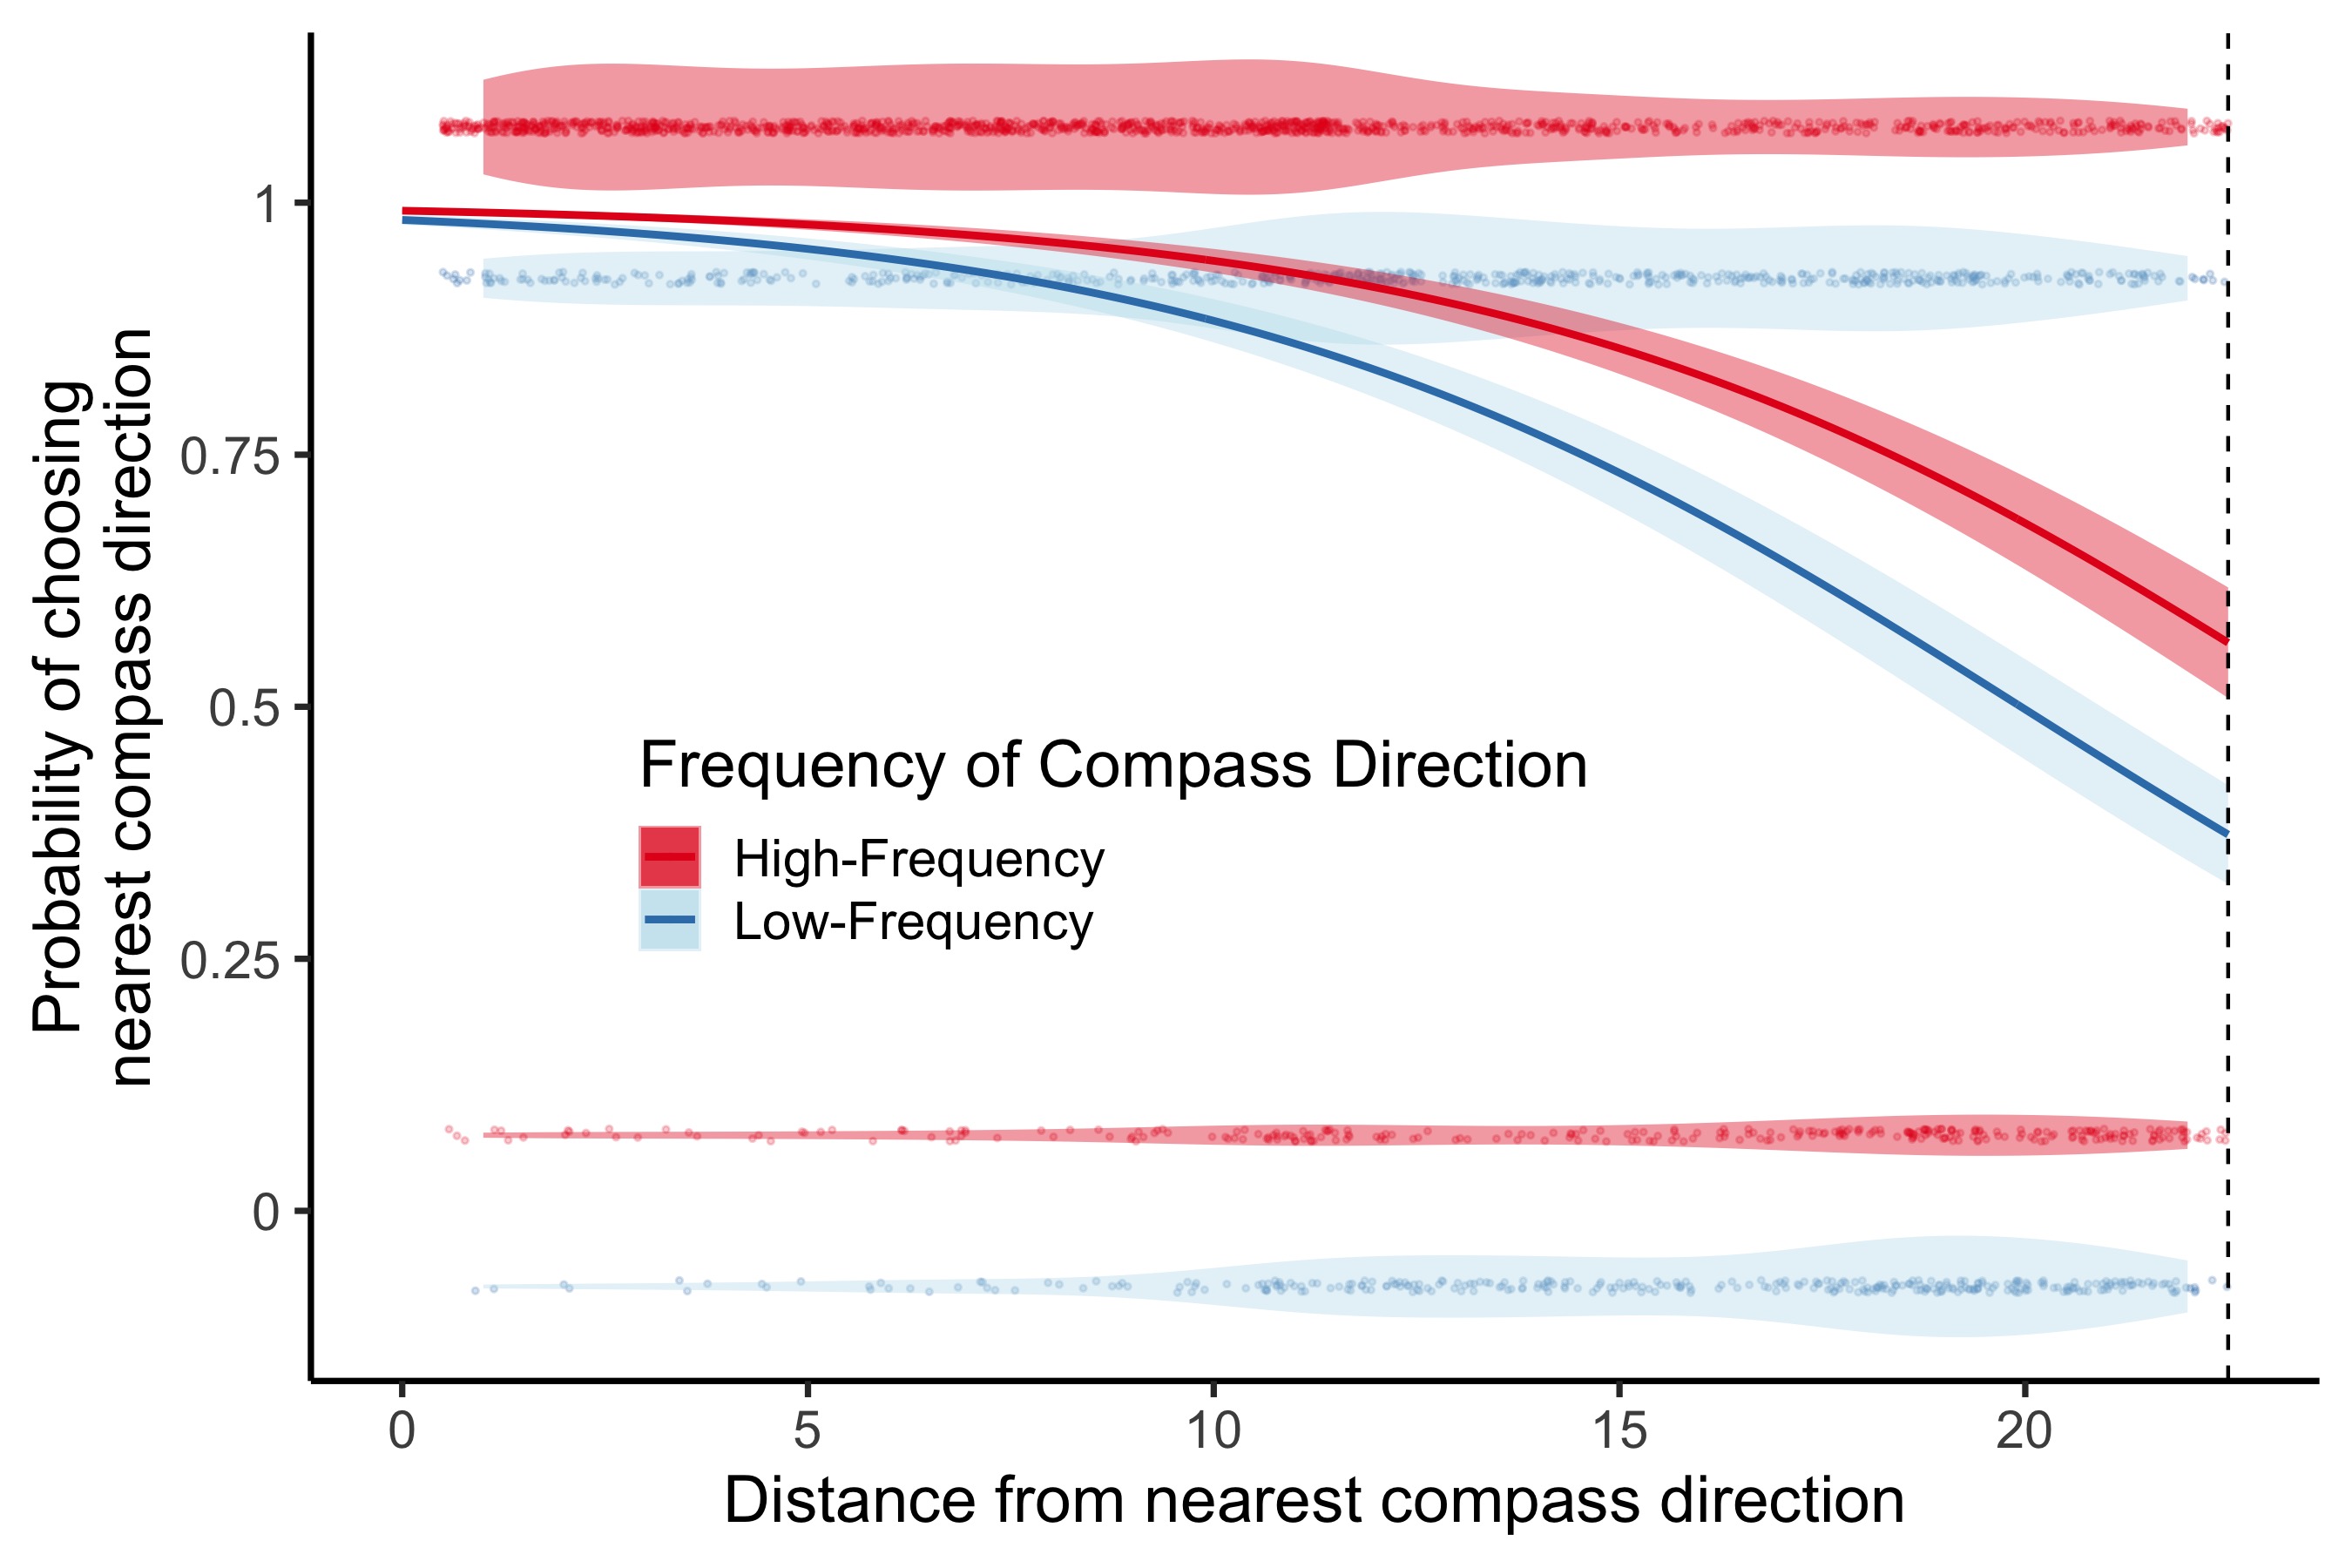 Probability of choosing
nearest compass direction
1
0.75
0.5
0.25
0
Frequency of Compass Direction
High-Frequency
Low-Frequency
0 5 10 15 20
Distance from nearest compass direction